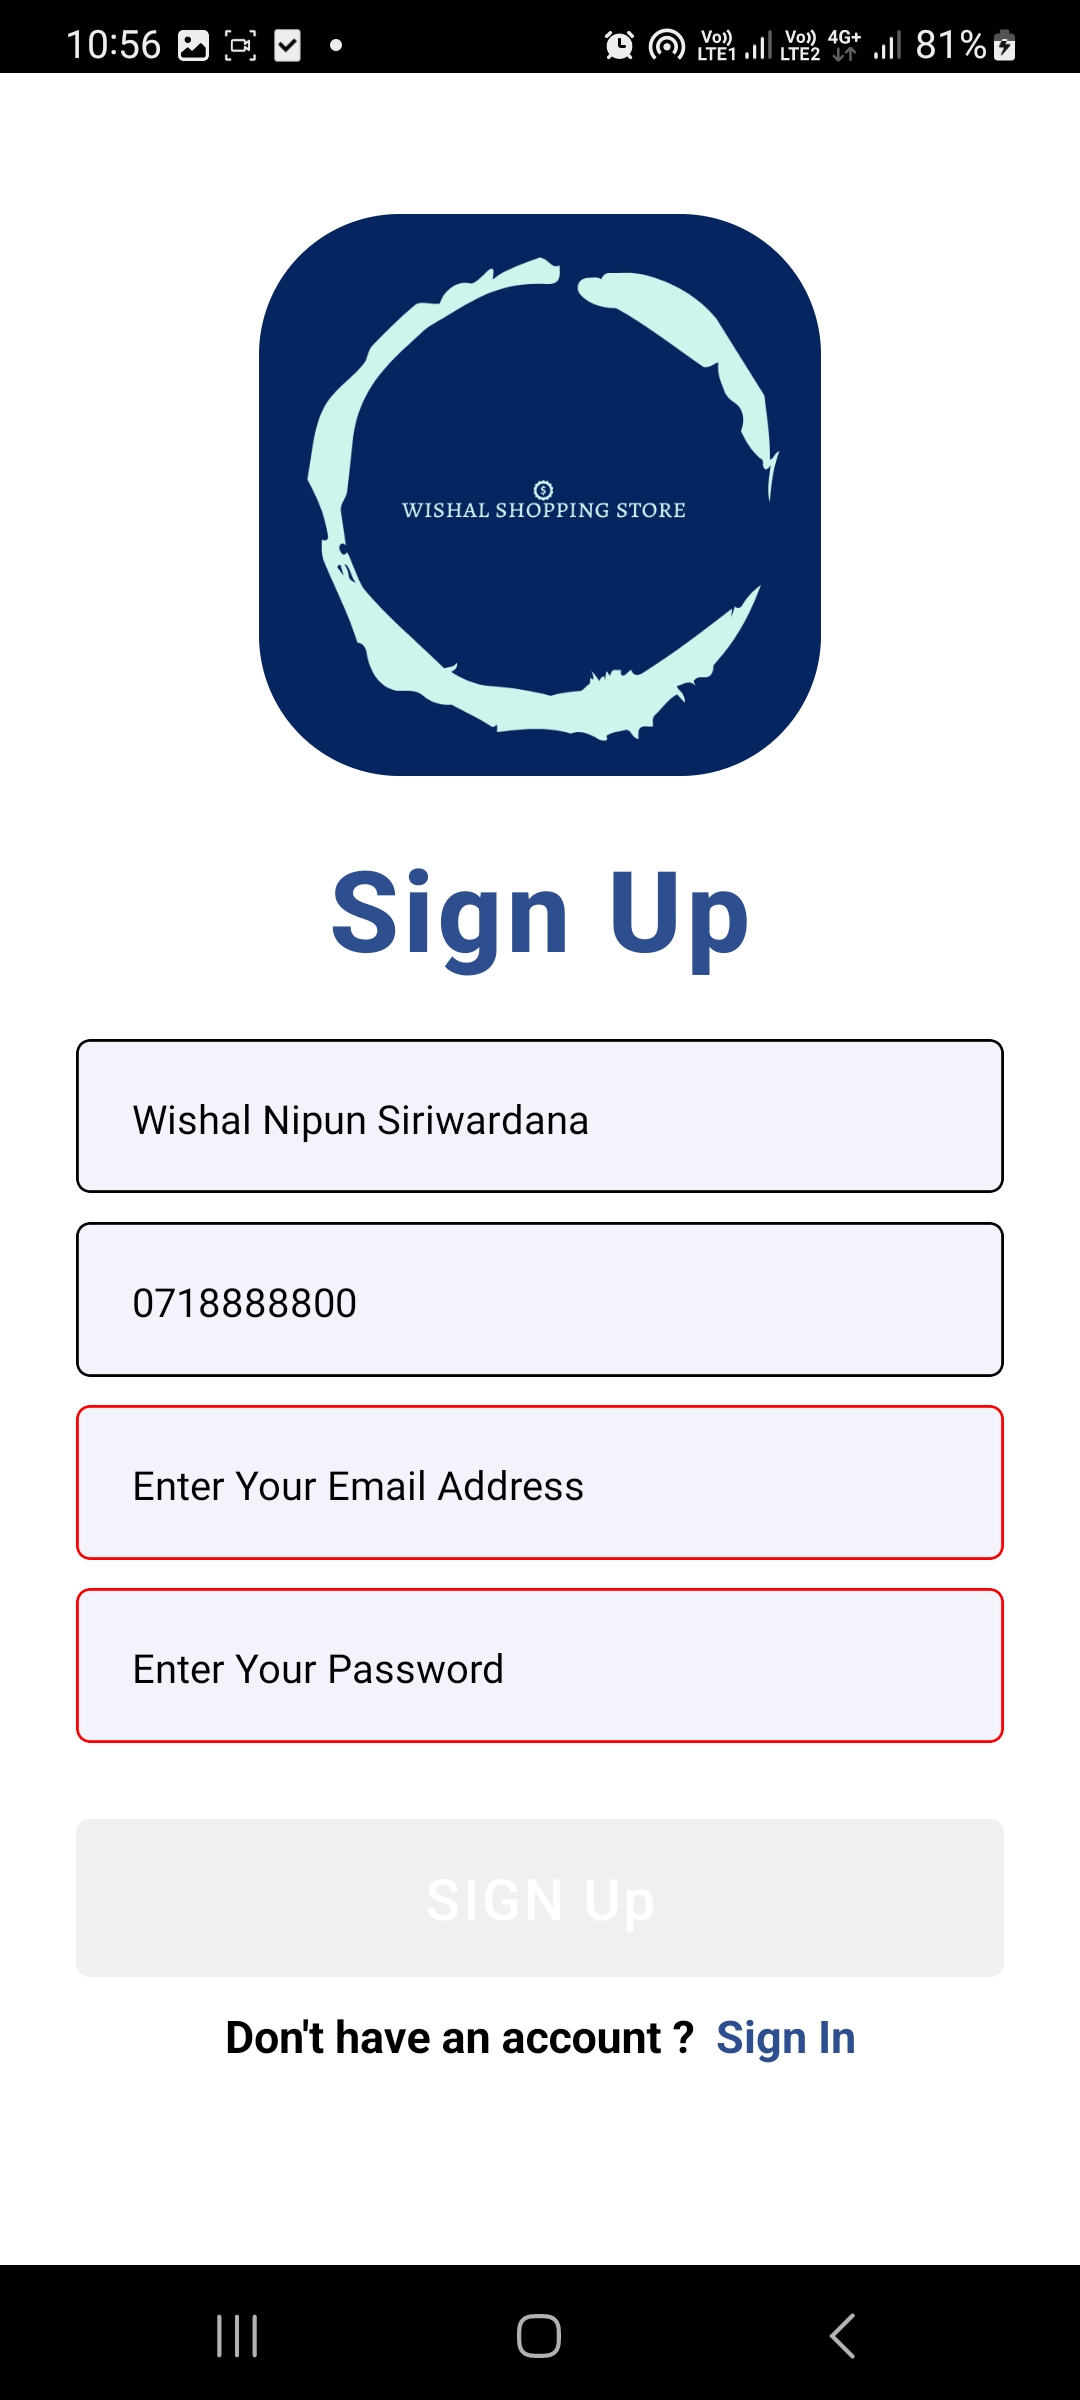 10:56 Vo)) LTE1 Vo)) LTE2 4G+ 81%
$
WISHAL SHOPPING STORE
Sign Up
Wishal Nipun Siriwardana
0718888800
Enter Your Email Address
Enter Your Password
SIGN Up
Don't have an account ? Sign In